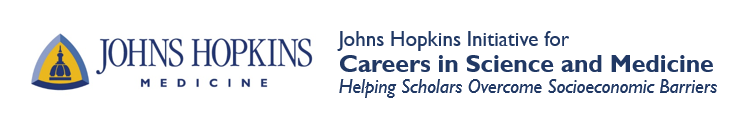 JOHNS HOPKINS
MEDICINE
Johns Hopkins Initiative for
Careers in Science and Medicine
Helping Scholars Overcome Socioeconomic Barriers